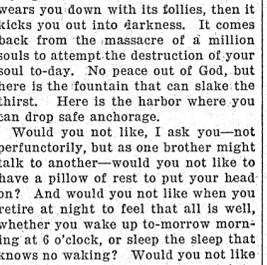 wears you down with its follies, then it
kicks you out into darkness. It comes
back from the massacre of a million
souls to attempt the destruction of your
soul to-day. No peace out of God, but
here is the fountain that can slake the
thirst. Here is the harbor where you
can drop safe anchorage.
Would you not like, I ask you—not
perfunctorily, but as one brother might
talk to another—would you not like to
have a pillow of rest to put your head
on? And would you not like when you
retire at night to feel that all is well,
whether you wake up to-morrow morn-
ing at 6 o'clock, or sleep the sleep that
knows no waking? Would you not like